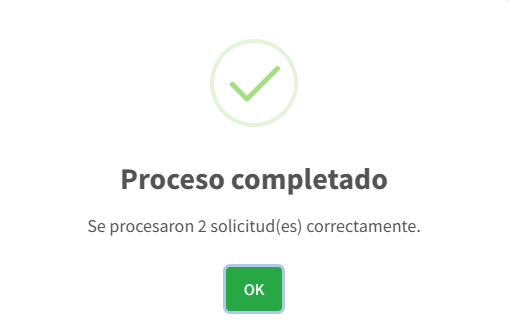 Proceso completado
Se procesaron 2 solicitud(es) correctamente.
OK